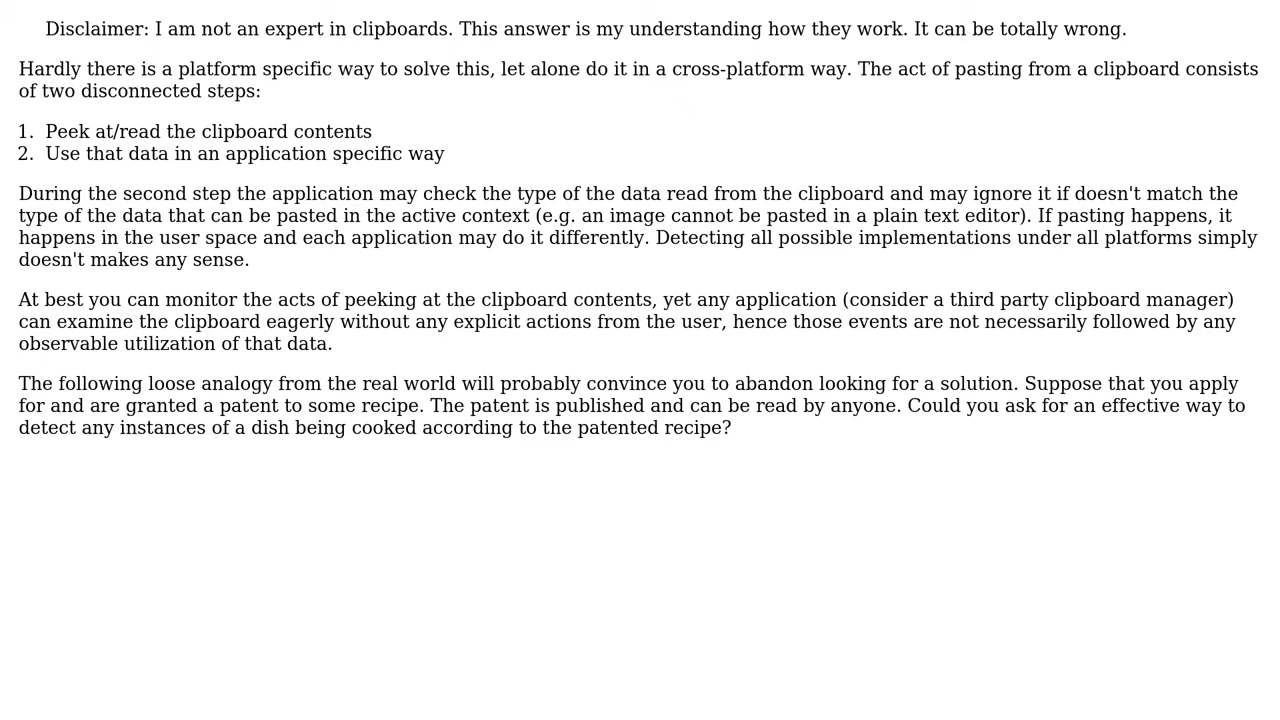 Disclaimer: I am not an expert in clipboards. This answer is my understanding how they work. It can be totally wrong.
Hardly there is a platform specific way to solve this, let alone do it in a cross-platform way. The act of pasting from a clipboard consists
of two disconnected steps:
1. Peek at/read the clipboard contents
2. Use that data in an application specific way
During the second step the application may check the type of the data read from the clipboard and may ignore it if doesn't match the
type of the data that can be pasted in the active context (e.g. an image cannot be pasted in a plain text editor). If pasting happens, it
happens in the user space and each application may do it differently. Detecting all possible implementations under all platforms simply
doesn't makes any sense.
At best you can monitor the acts of peeking at the clipboard contents, yet any application (consider a third party clipboard manager)
can examine the clipboard eagerly without any explicit actions from the user, hence those events are not necessarily followed by any
observable utilization of that data.
The following loose analogy from the real world will probably convince you to abandon looking for a solution. Suppose that you apply
for and are granted a patent to some recipe. The patent is published and can be read by anyone. Could you ask for an effective way to
detect any instances of a dish being cooked according to the patented recipe?